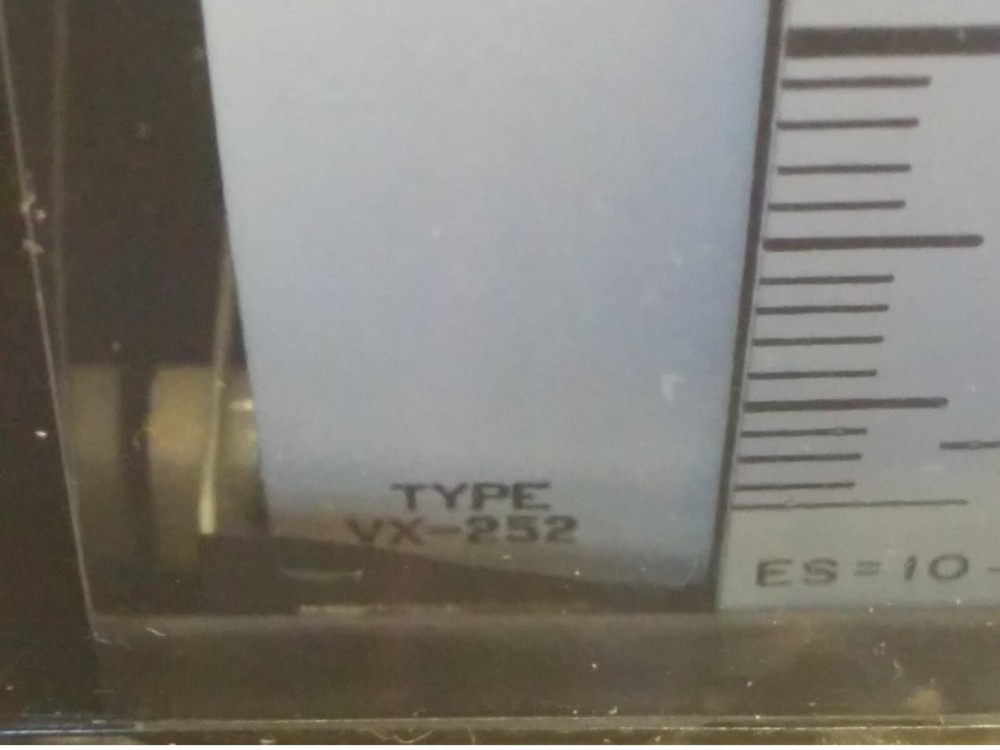 TYPE
VX-252
ES=10-